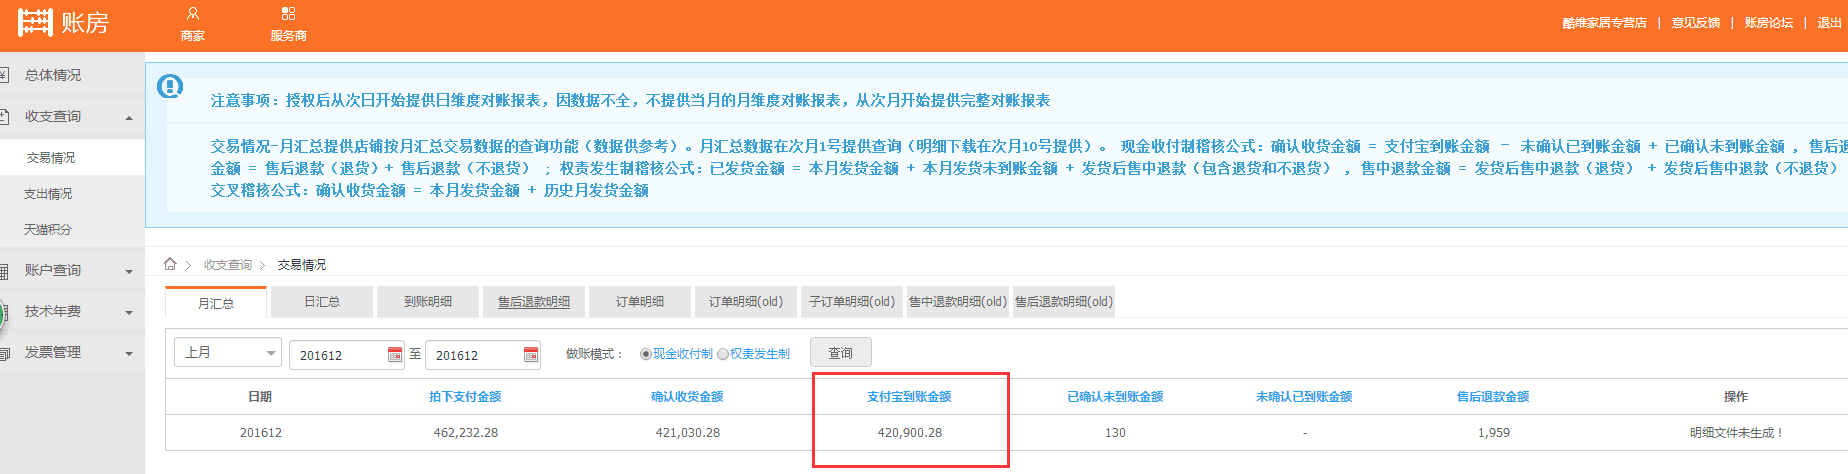 账房
商家
服务商
酷维家居专营店 | 意见反馈 | 账房论坛 | 退出
总体情况
收支查询
交易情况
支出情况
天猫积分
账户查询
技术年费
发票管理
注意事项：授权后从次日开始提供日维度对账报表，因数据不全，不提供当月的月维度对账报表，从次月开始提供完整对账报表
交易情况-月汇总提供店铺按月汇总交易数据的查询功能（数据供参考）。月汇总数据在次月1号提供查询（明细下载在次月10号提供）。 现金收付制稽核公式：确认收货金额 = 支付宝到账金额 - 未确认已到账金额 + 已确认未到账金额 ，售后退
金额 = 售后退款（退货）+ 售后退款（不退货） ；权责发生制稽核公式：已发货金额 = 本月发货金额 + 本月发货未到账金额 + 发货后售中退款（包含退货和不退货） ，售中退款金额 = 发货后售中退款（退货） + 发货后售中退款（不退货）
交叉稽核公式：确认收货金额 = 本月发货金额 + 历史月发货金额
收支查询 > 交易情况
月汇总 日汇总 到账明细 售后退款明细 订单明细 订单明细(old) 子订单明细(old) 售中退款明细(old) 售后退款明细(old)
上月 201612 至 201612 做账模式： 现金收付制 权责发生制 查询
日期 拍下支付金额 确认收货金额 支付宝到账金额 已确认未到账金额 未确认已到账金额 售后退款金额 操作
201612 462,232.28 421,030.28 420,900.28 130 - 1,959 明细文件未生成！